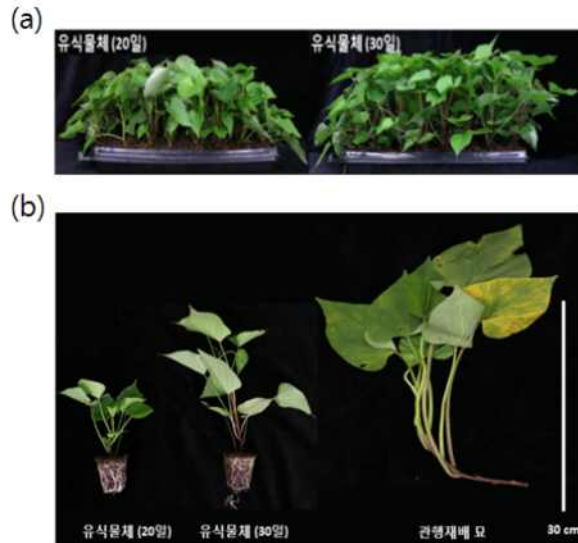 (a)
유식물체 (20일) 유식물체 (30일)
(b)
유식물체 (20일) 유식물체 (30일) 관행재배 묘 30 cm